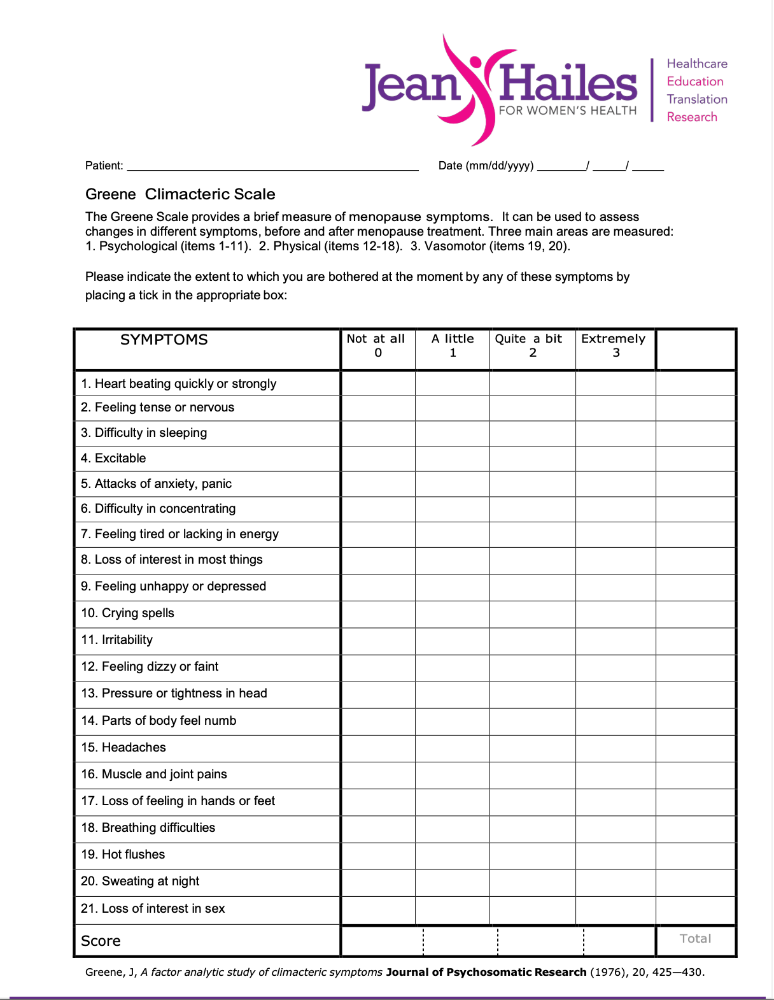 Jean Hailes
FOR WOMEN'S HEALTH
Healthcare
Education
Translation
Research
Patient: ______ Date (mm/dd/yyyy) ______/ _____/ _____
Greene Climacteric Scale
The Greene Scale provides a brief measure of menopause symptoms. It can be used to assess
changes in different symptoms, before and after menopause treatment. Three main areas are measured:
1. Psychological (items 1-11). 2. Physical (items 12-18). 3. Vasomotor (items 19, 20).
Please indicate the extent to which you are bothered at the moment by any of these symptoms by
placing a tick in the appropriate box:
SYMPTOMS Not at all A little Quite a bit Extremely
0 1 2 3
1. Heart beating quickly or strongly
2. Feeling tense or nervous
3. Difficulty in sleeping
4. Excitable
5. Attacks of anxiety, panic
6. Difficulty in concentrating
7. Feeling tired or lacking in energy
8. Loss of interest in most things
9. Feeling unhappy or depressed
10. Crying spells
11. Irritability
12. Feeling dizzy or faint
13. Pressure or tightness in head
14. Parts of body feel numb
15. Headaches
16. Muscle and joint pains
17. Loss of feeling in hands or feet
18. Breathing difficulties
19. Hot flushes
20. Sweating at night
21. Loss of interest in sex
Score Total
Greene, J, A factor analytic study of climacteric symptoms Journal of Psychosomatic Research (1976), 20, 425—430.